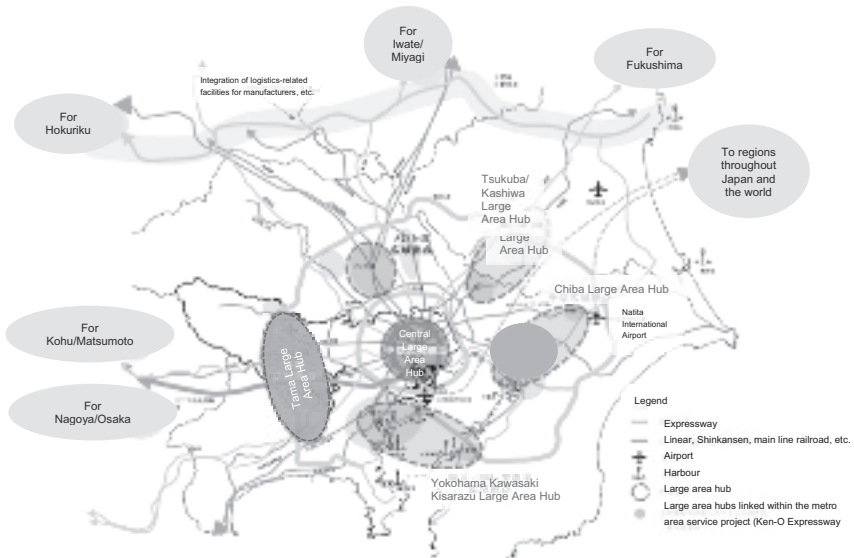 For
Iwate/
Miyagi
For
Fukushima
Integration of logistics-related
facilities for manufacturers, etc.
For
Hokuriku
To regions
throughout
Japan and
the world
Tsukuba/
Kashiwa
Large
Area Hub
Large
Area Hub
Chiba Large Area Hub
Natita
International
Airport
For
Kohu/Matsumoto
Central
Large
Area
Hub
Tama Large
Area Hub
For
Nagoya/Osaka
Yokohama Kawasaki
Kisarazu Large Area Hub
Legend
Expressway
Linear, Shinkansen, main line railroad, etc.
Airport
Harbour
Large area hub
Large area hubs linked within the metro
area service project (Ken-O Expressway